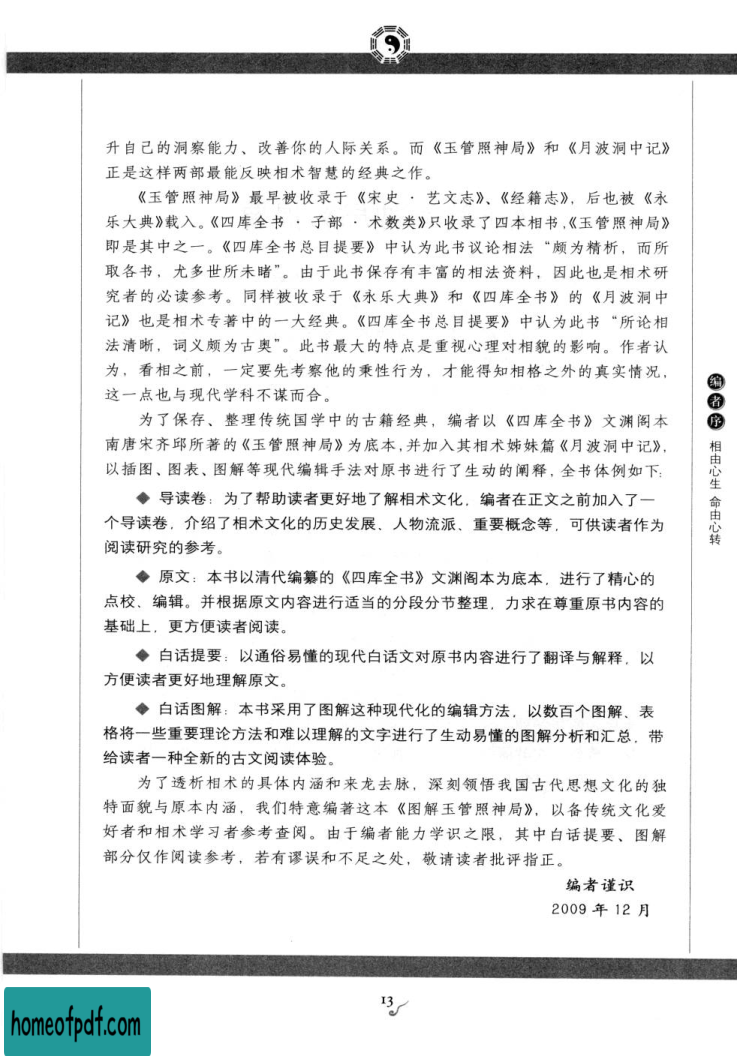 升自己的洞察能力、改善你的人际关系。而《玉管照神局》和《月波洞中记》
正是这样两部最能反映相术智慧的经典之作。
《玉管照神局》最早被收录于《宋史·艺文志》、《经籍志》，后也被《永
乐大典》载入。《四库全书·子部·术数类》只收录了四本相书，《玉管照神局》
即是其中之一。《四库全书总目提要》中认为此书议论相法“颇为精析，而所
取各书，尤多世所未睹”。由于此书保存有丰富的相法资料，因此也是相术研
究者的必读参考。同样被收录于《永乐大典》和《四库全书》的《月波洞中
记》也是相术专著中的一大经典。《四库全书总目提要》中认为此书“所论相
法清晰，词义颇为古奥”。此书最大的特点是重视心理对相貌的影响。作者认
为，看相之前，一定要先考察他的秉性行为，才能得知相格之外的真实情况，
这一点也与现代学科不谋而合。
为了保存、整理传统国学中的古籍经典，编者以《四库全书》文渊阁本
南唐宋齐邱所著的《玉管照神局》为底本，并加入其相术姊妹篇《月波洞中记》，
以插图、图表、图解等现代编辑手法对原书进行了生动的阐释，全书体例如下：
◆ 导读卷：为了帮助读者更好地了解相术文化，编者在正文之前加入了一
个导读卷，介绍了相术文化的历史发展、人物流派、重要概念等，可供读者作为
阅读研究的参考。
◆ 原文：本书以清代编纂的《四库全书》文渊阁本为底本，进行了精心的
点校、编辑。并根据原文内容进行适当的分段分节整理，力求在尊重原书内容的
基础上，更方便读者阅读。
◆ 白话提要：以通俗易懂的现代白话文对原书内容进行了翻译与解释，以
方便读者更好地理解原文。
◆ 白话图解：本书采用了图解这种现代化的编辑方法，以数百个图解、表
格将一些重要理论方法和难以理解的文字进行了生动易懂的图解分析和汇总，带
给读者一种全新的古文阅读体验。
为了透析相术的具体内涵和来龙去脉，深刻领悟我国古代思想文化的独
特面貌与原本内涵，我们特意编著这本《图解玉管照神局》，以备传统文化爱
好者和相术学习者参考查阅。由于编者能力学识之限，其中白话提要、图解
部分仅作阅读参考，若有谬误和不足之处，敬请读者批评指正。
编者谨识
2009 年 12 月
编者序
相由心生 命由心转
13
homeofpdf.com